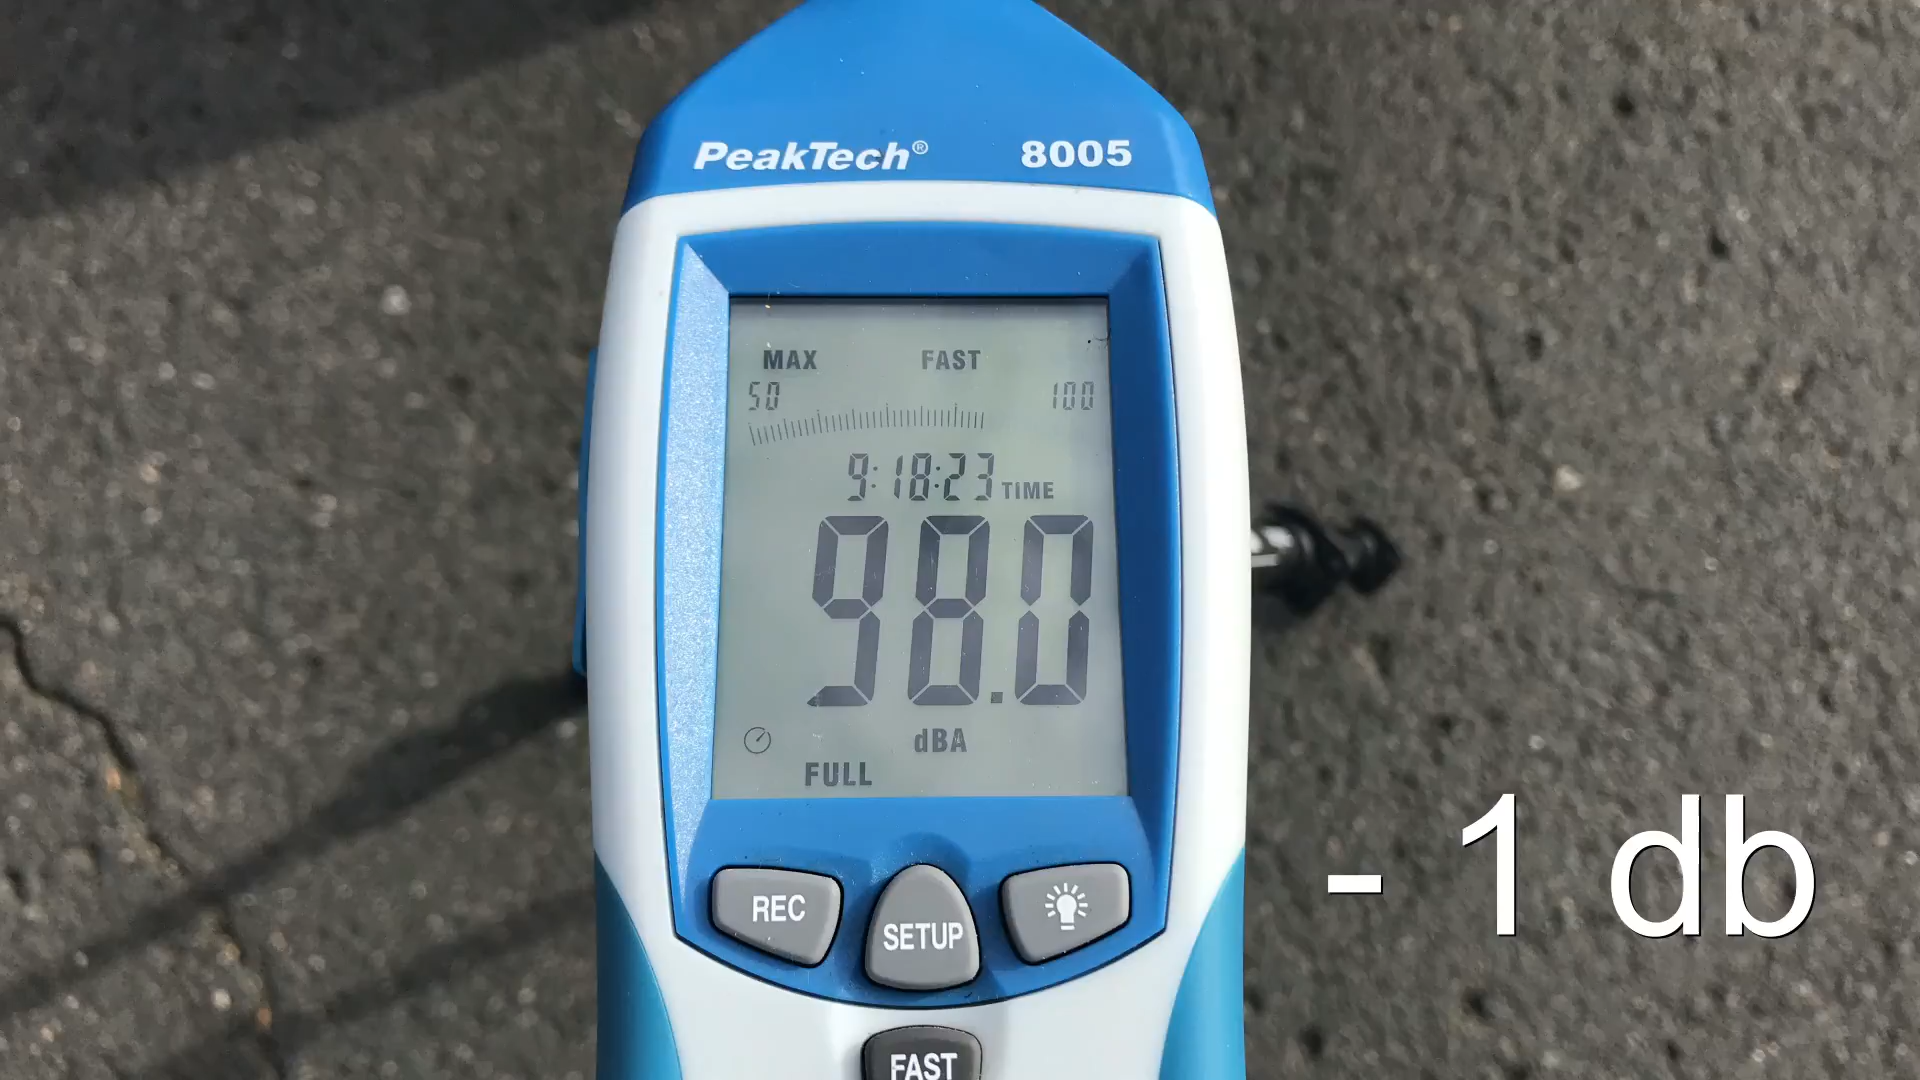 PeakTech® 8005
MAX FAST
50 100
9:18:23 TIME
98.0
dBA
FULL
REC
SETUP
FAST
- 1 db